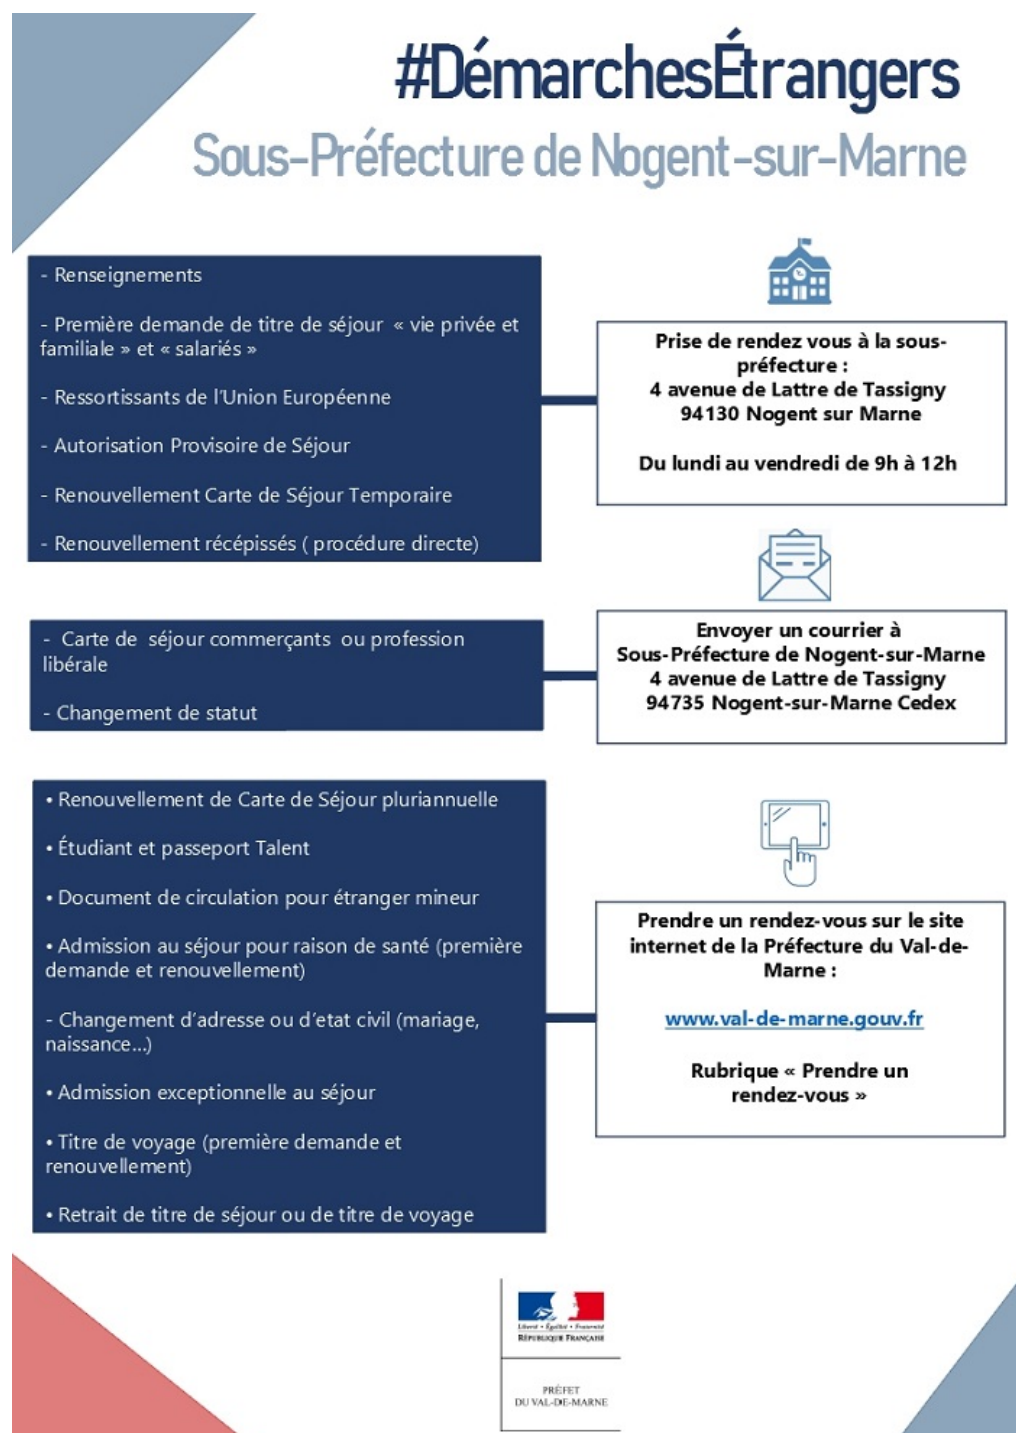 #DémarchesÉtrangers
Sous-Préfecture de Nogent-sur-Marne
- Renseignements
- Première demande de titre de séjour « vie privée et
familiale » et « salariés »
- Ressortissants de l'Union Européenne
- Autorisation Provisoire de Séjour
- Renouvellement Carte de Séjour Temporaire
- Renouvellement récépissés ( procédure directe)
Prise de rendez vous à la sous-
préfecture :
4 avenue de Lattre de Tassigny
94130 Nogent sur Marne
Du lundi au vendredi de 9h à 12h
- Carte de séjour commerçants ou profession
libérale
- Changement de statut
Envoyer un courrier à
Sous-Préfecture de Nogent-sur-Marne
4 avenue de Lattre de Tassigny
94735 Nogent-sur-Marne Cedex
• Renouvellement de Carte de Séjour pluriannuelle
• Étudiant et passeport Talent
• Document de circulation pour étranger mineur
• Admission au séjour pour raison de santé (première
demande et renouvellement)
- Changement d'adresse ou d'etat civil (mariage,
naissance...)
• Admission exceptionnelle au séjour
• Titre de voyage (première demande et
renouvellement)
• Retrait de titre de séjour ou de titre de voyage
Prendre un rendez-vous sur le site
internet de la Préfecture du Val-de-
Marne :
www.val-de-marne.gouv.fr
Rubrique « Prendre un
rendez-vous »
Liberté • Égalité • Fraternité
RÉPUBLIQUE FRANÇAISE
PRÉFET
DU VAL-DE-MARNE